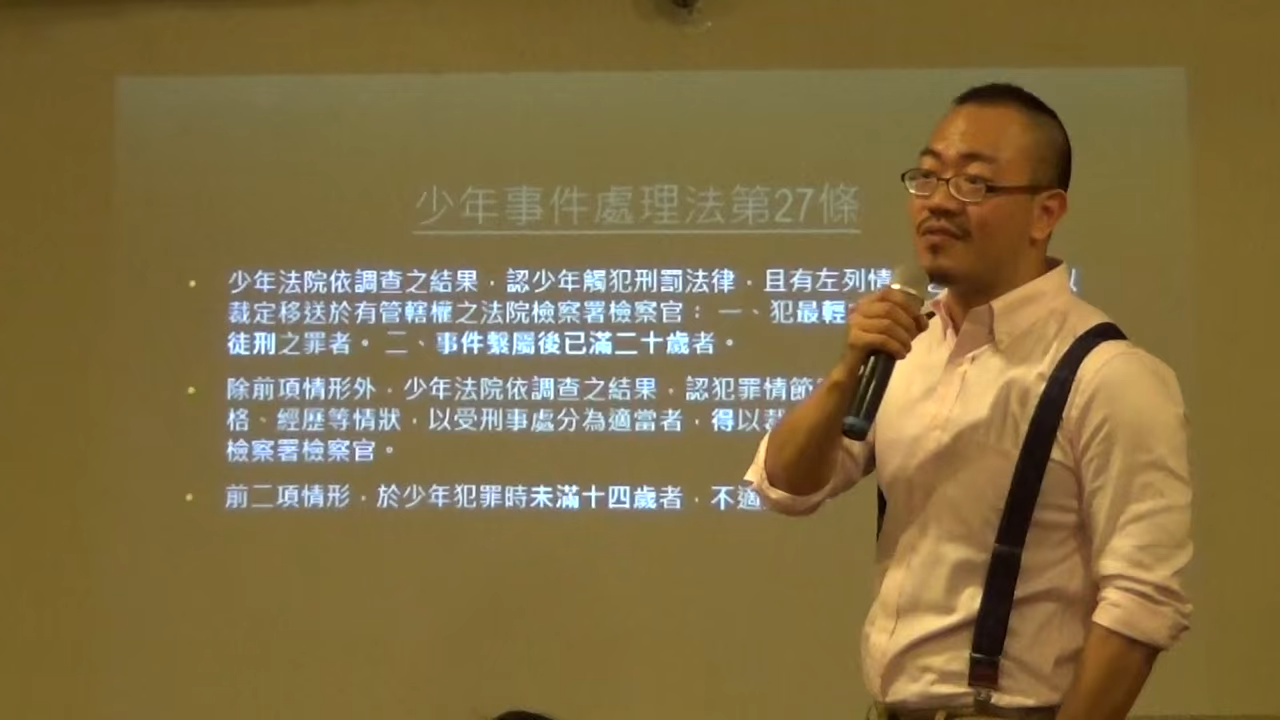 少年事件處理法第27條
少年法院依調查之結果，認少年觸犯刑罰法律，且有左列情 以
裁定移送於有管轄權之法院檢察署檢察官： 一、犯最輕
徒刑之罪者。 二、事件繫屬後已滿二十歲者。
除前項情形外，少年法院依調查之結果，認犯罪情節
格、經歷等情狀，以受刑事處分為適當者，得以裁
檢察署檢察官。
前二項情形，於少年犯罪時未滿十四歲者，不適